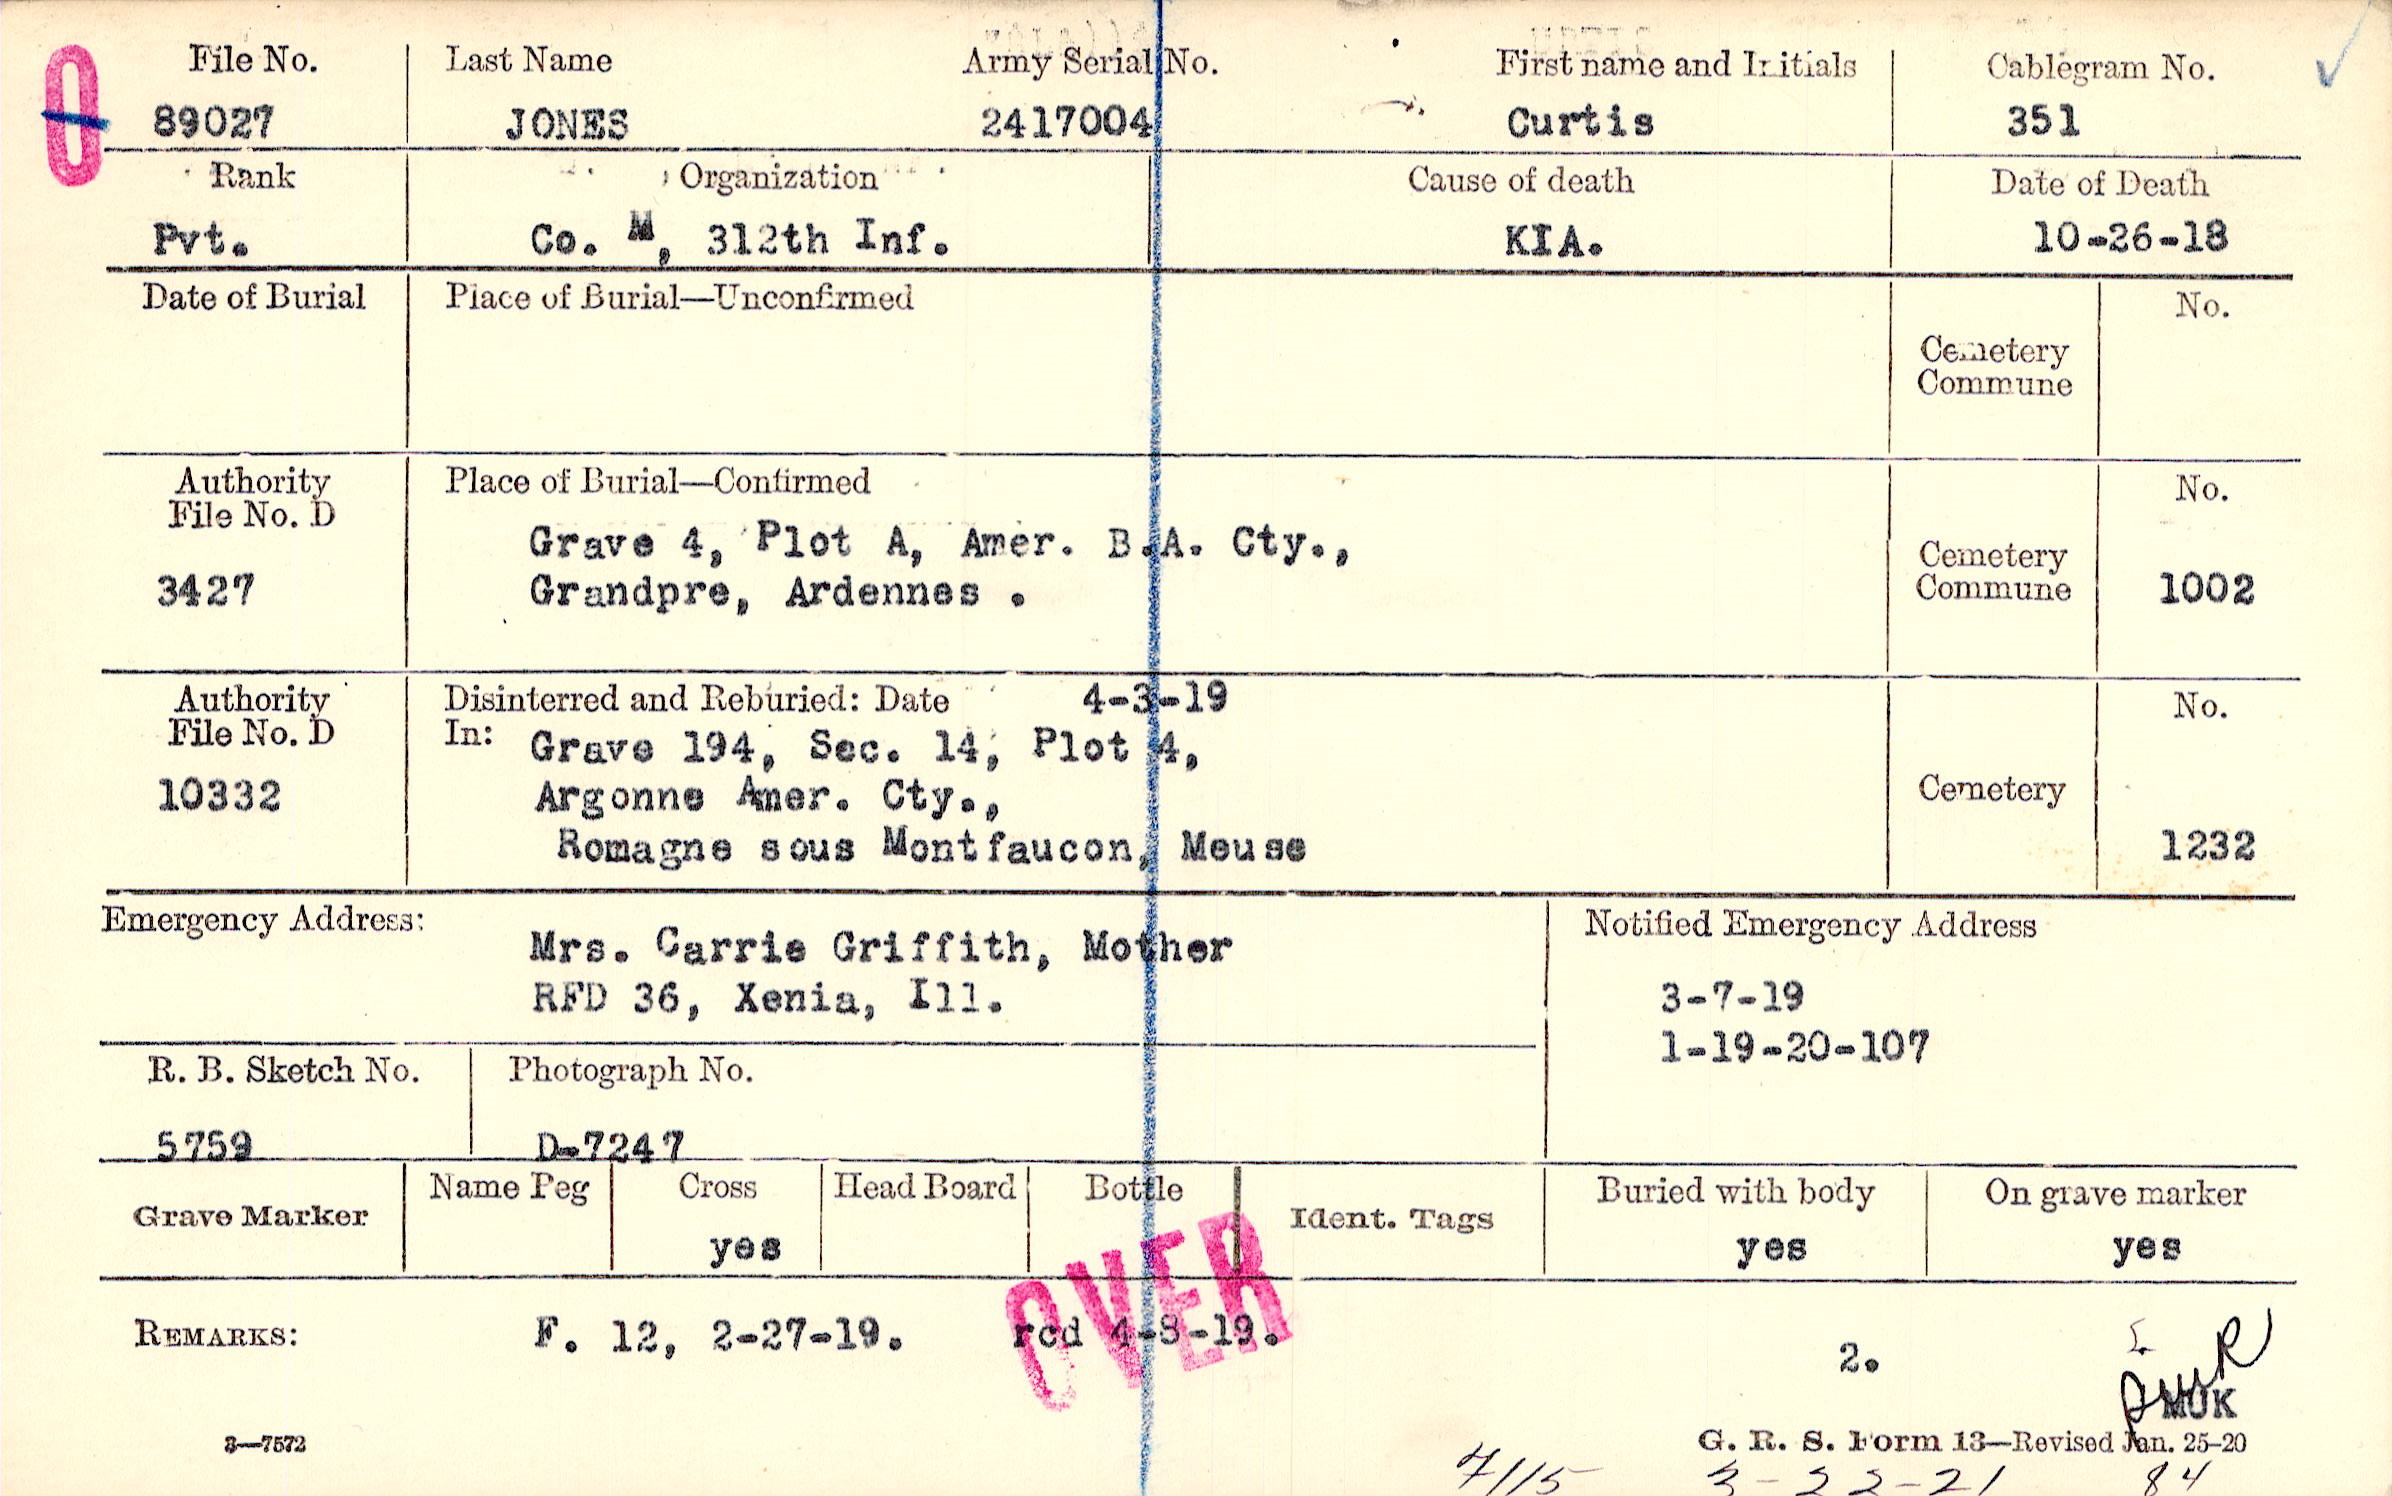 File No. Last Name Army Serial No. First name and Initials Cablegram No.
0 89027 JONES 2417004 Curtis 351
Rank Organization Cause of death Date of Death
Pvt. Co. M, 312th Inf. KIA. 10-26-18
Date of Burial Place of Burial—Unconfirmed No.
Cemetery
Commune
Authority Place of Burial—Confirmed No.
File No. D
Grave 4, Plot A, Amer. B.A. Cty., Cemetery
3427 Grandpre, Ardennes . Commune 1002
Authority Disinterred and Reburied: Date 4-3-19 No.
File No. D In: Grave 194, Sec. 14, Plot 4,
10332 Argonne Amer. Cty., Cemetery
Romagne sous Montfaucon, Meuse 1232
Emergency Address: Notified Emergency Address
Mrs. Carrie Griffith, Mother
RFD 36, Xenia, Ill. 3-7-19
1-19-20-107
R. B. Sketch No. Photograph No.
5759 D-7247
Grave Marker Name Peg Cross Head Board Bottle Ident. Tags Buried with body On grave marker
yes yes yes
OVER
REMARKS: F. 12, 2-27-19. rcd 4-8-19.
2.
MUK
3—7572 G. R. S. Form 13—Revised Jan. 25-20
7/15 3-22-21 84